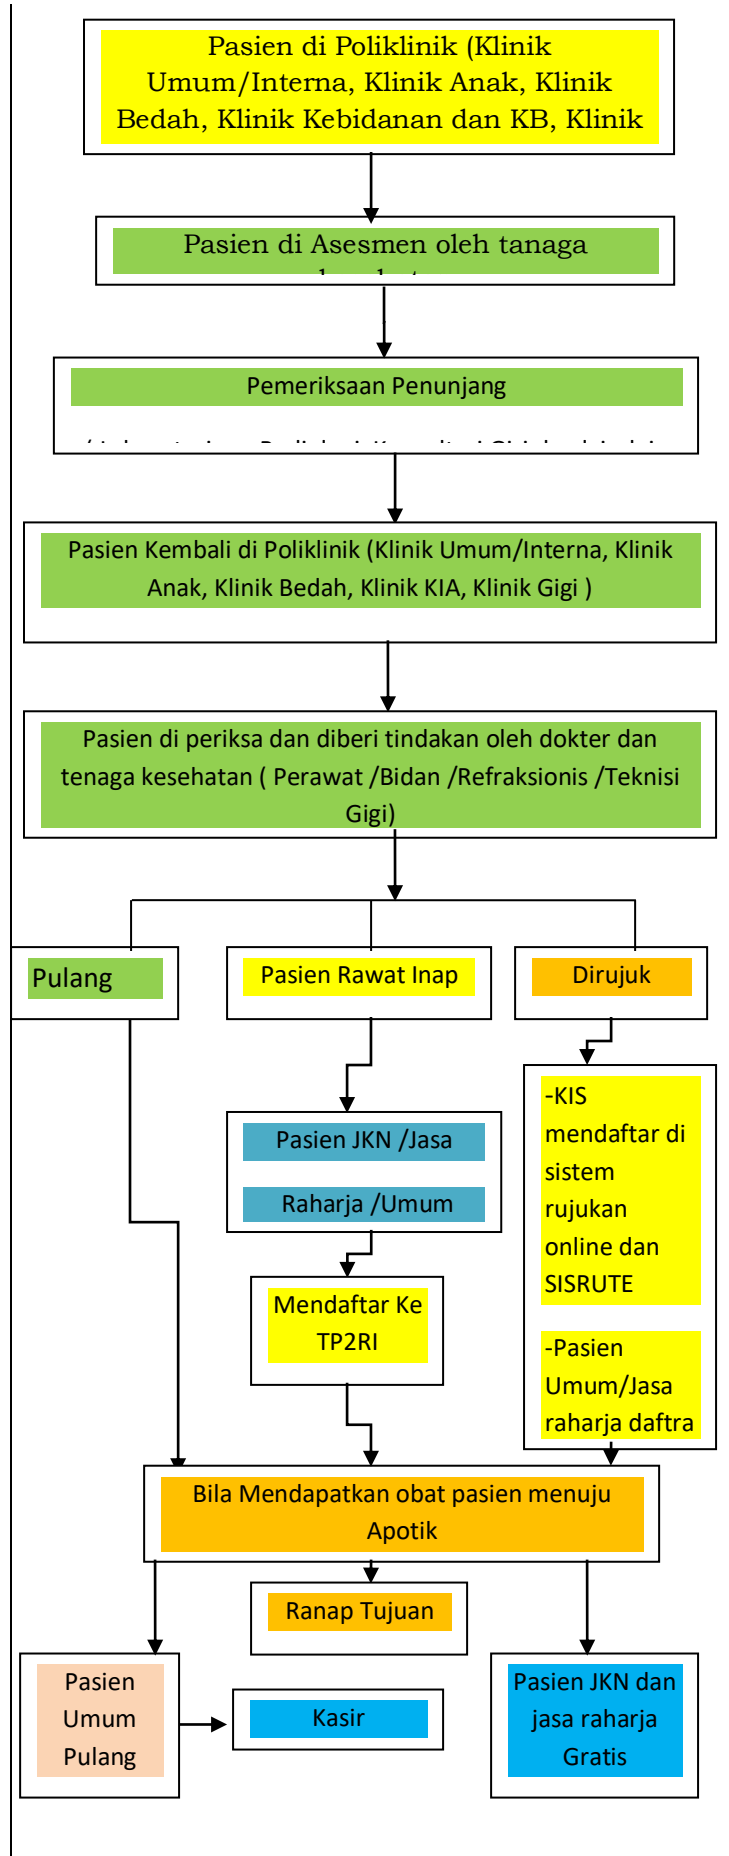 Pasien di Poliklinik (Klinik
Umum/Interna, Klinik Anak, Klinik
Bedah, Klinik Kebidanan dan KB, Klinik
Pasien di Asesmen oleh tanaga
Pemeriksaan Penunjang
Pasien Kembali di Poliklinik (Klinik Umum/Interna, Klinik
Anak, Klinik Bedah, Klinik KIA, Klinik Gigi )
Pasien di periksa dan diberi tindakan oleh dokter dan
tenaga kesehatan ( Perawat /Bidan /Refraksionis /Teknisi
Gigi)
Pulang
Pasien Rawat Inap
Dirujuk
Pasien JKN /Jasa
Raharja /Umum
Mendaftar Ke
TP2RI
-KIS
mendaftar di
sistem
rujukan
online dan
SISRUTE
-Pasien
Umum/Jasa
raharja daftra
Bila Mendapatkan obat pasien menuju
Apotik
Ranap Tujuan
Pasien
Umum
Pulang
Kasir
Pasien JKN dan
jasa raharja
Gratis